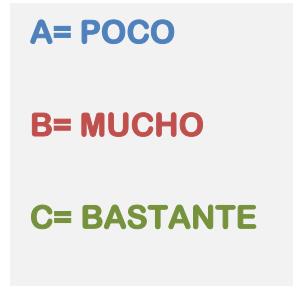 A= POCO
B= MUCHO
C= BASTANTE